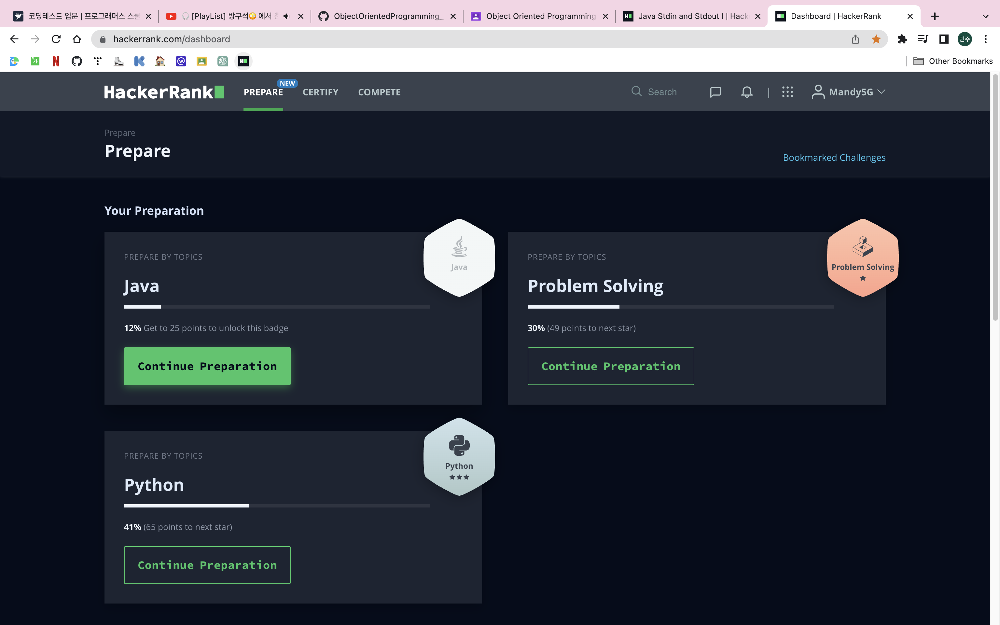 코딩테스트 입문 | 프로그래머스 스쿨
[PlayList] 방구석😳 에서
ObjectOrientedProgramming_
Object Oriented Programming
Java Stdin and Stdout I | Hack
Dashboard | HackerRank
hackerrank.com/dashboard
민주
가
Other Bookmarks
HackerRank
PREPARE
NEW
CERTIFY
COMPETE
Search
|
Mandy5G
Prepare
Prepare
Bookmarked Challenges
Your Preparation
PREPARE BY TOPICS
Java
Java
12% Get to 25 points to unlock this badge
Continue Preparation
PREPARE BY TOPICS
Problem Solving
Problem Solving
30% (49 points to next star)
Continue Preparation
PREPARE BY TOPICS
Python
Python
41% (65 points to next star)
Continue Preparation